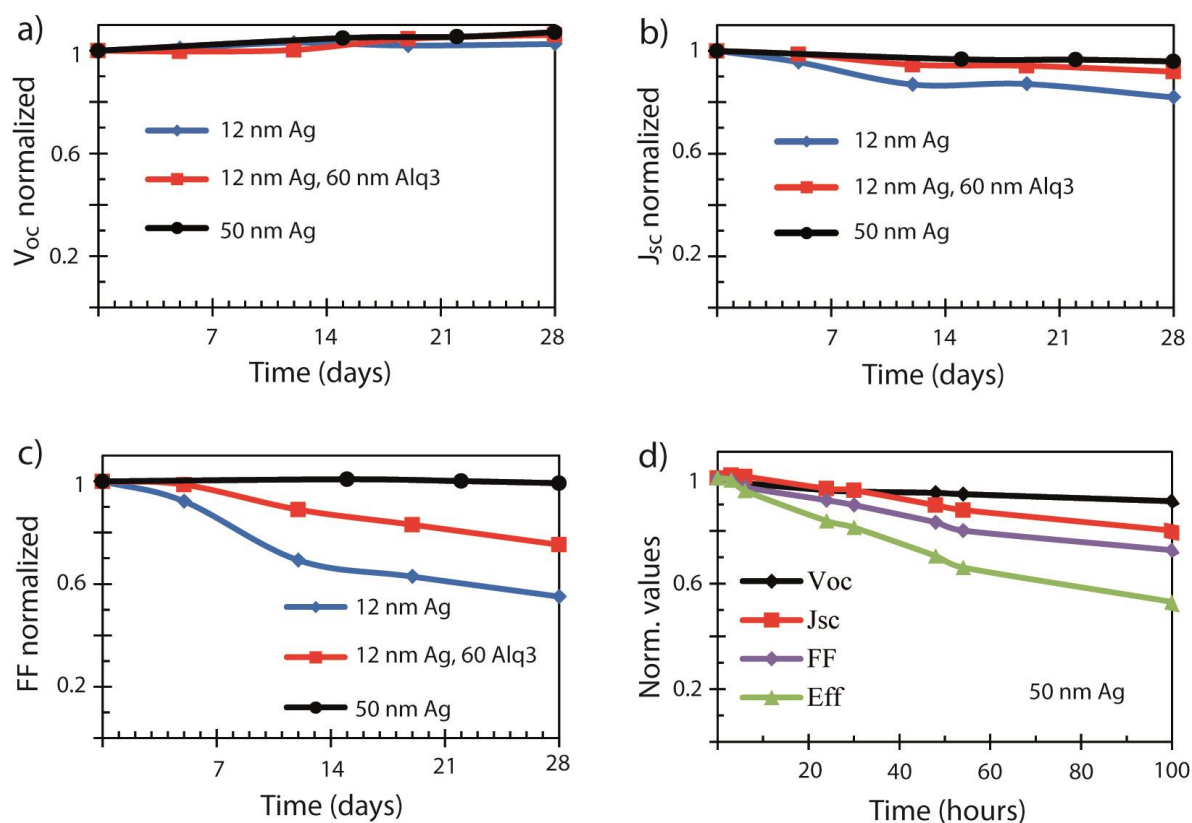 a)
V_oc normalized
1
0.6
0.2
12 nm Ag
12 nm Ag, 60 nm Alq3
50 nm Ag
7 14 21 28
Time (days)
b)
J_sc normalized
1
0.6
0.2
12 nm Ag
12 nm Ag, 60 nm Alq3
50 nm Ag
7 14 21 28
Time (days)
c)
FF normalized
1
0.6
0.2
12 nm Ag
12 nm Ag, 60 Alq3
50 nm Ag
7 14 21 28
Time (days)
d)
Norm. values
1
0.6
0.2
Voc
Jsc
FF
Eff
50 nm Ag
20 40 60 80 100
Time (hours)